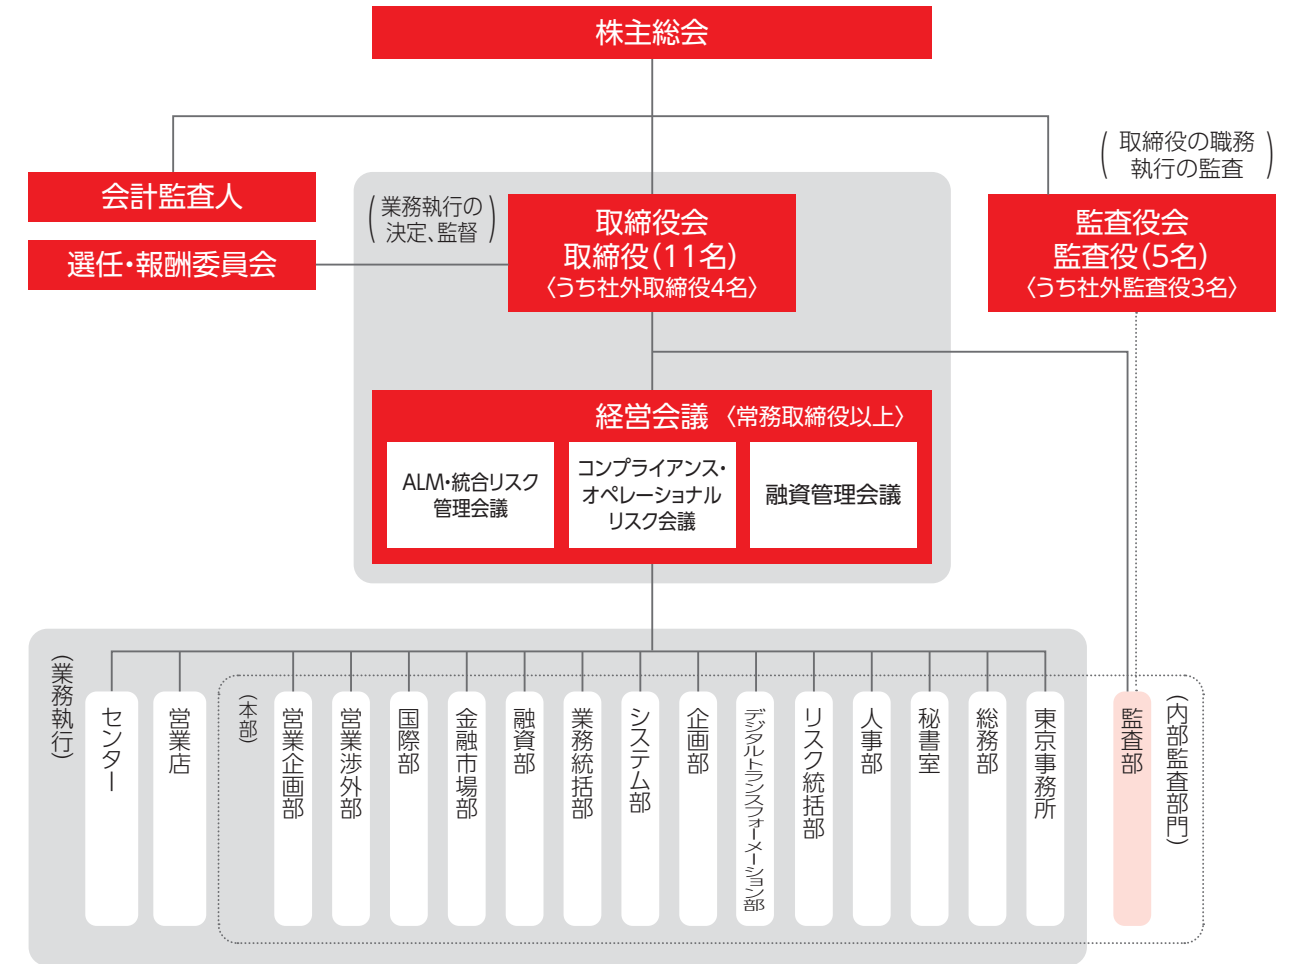 株主総会
(取締役の職務
執行の監査)
会計監査人
選任・報酬委員会
(業務執行の
決定、監督)
取締役会
取締役(11名)
〈うち社外取締役4名〉
監査役会
監査役(5名)
〈うち社外監査役3名〉
経営会議〈常務取締役以上〉
ALM・統合リスク
管理会議
コンプライアンス・
オペレーショナル
リスク会議
融資管理会議
(業務執行)
センター
営業店
(本部)
営業企画部
営業渉外部
国際部
金融市場部
融資部
業務統括部
システム部
企画部
デジタルトランスフォーメーション部
リスク統括部
人事部
秘書室
総務部
東京事務所
監査部
(内部監査部門)